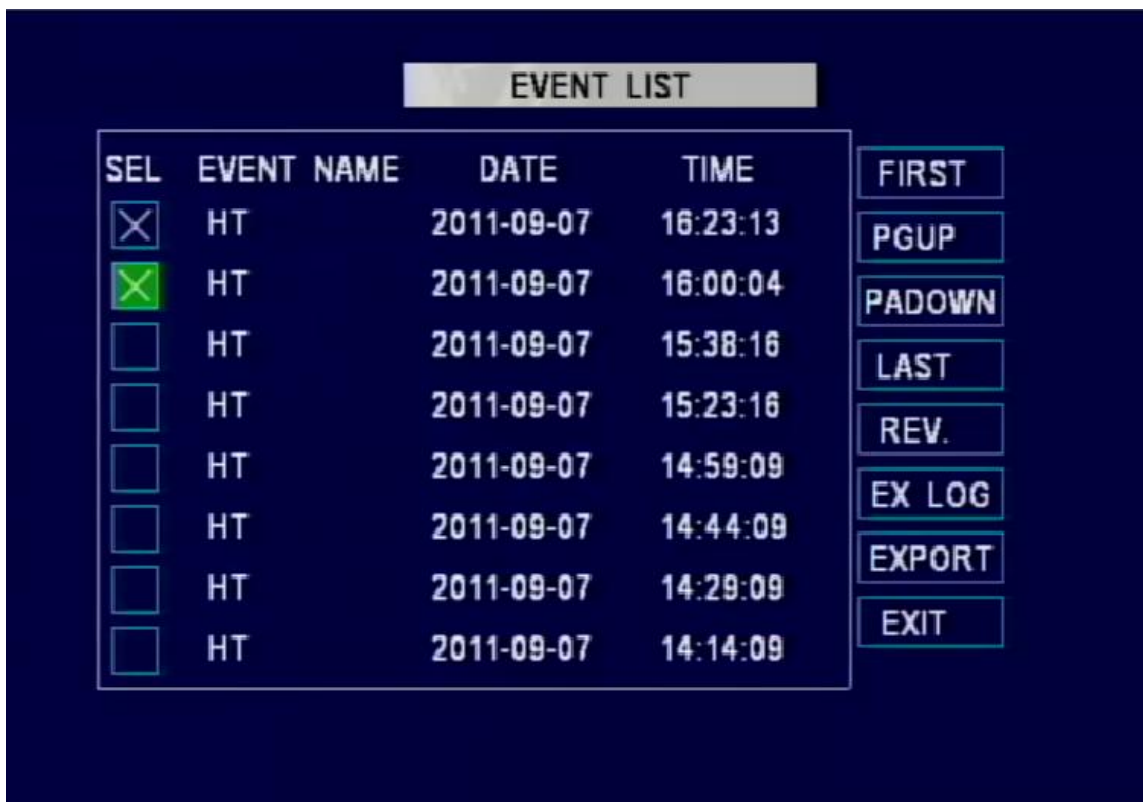 EVENT LIST
SEL EVENT NAME DATE TIME
HT 2011-09-07 16:23:13
HT 2011-09-07 16:00:04
HT 2011-09-07 15:38:16
HT 2011-09-07 15:23:16
HT 2011-09-07 14:59:09
HT 2011-09-07 14:44:09
HT 2011-09-07 14:29:09
HT 2011-09-07 14:14:09
FIRST
PGUP
PADOWN
LAST
REV.
EX LOG
EXPORT
EXIT